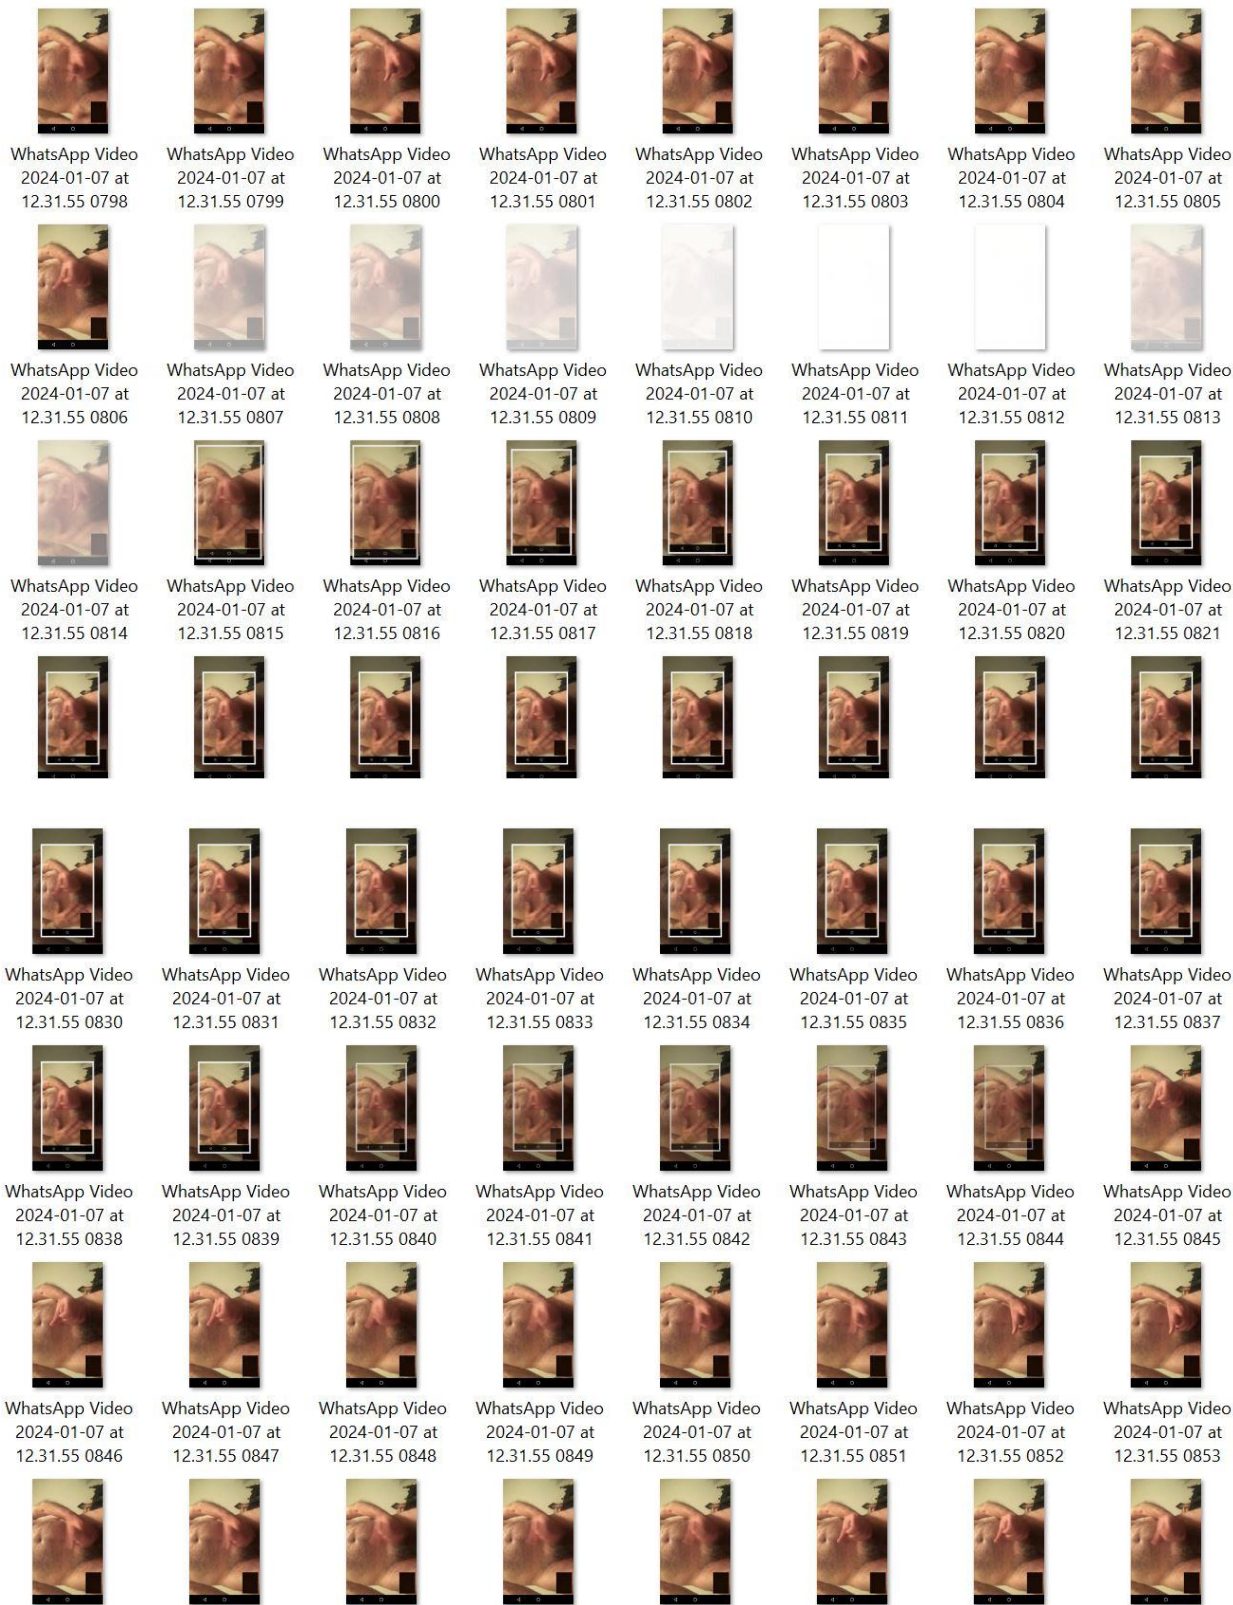 WhatsApp Video WhatsApp Video WhatsApp Video WhatsApp Video WhatsApp Video WhatsApp Video WhatsApp Video WhatsApp Video
2024-01-07 at 2024-01-07 at 2024-01-07 at 2024-01-07 at 2024-01-07 at 2024-01-07 at 2024-01-07 at 2024-01-07 at
12.31.55 0798 12.31.55 0799 12.31.55 0800 12.31.55 0801 12.31.55 0802 12.31.55 0803 12.31.55 0804 12.31.55 0805
WhatsApp Video WhatsApp Video WhatsApp Video WhatsApp Video WhatsApp Video WhatsApp Video WhatsApp Video WhatsApp Video
2024-01-07 at 2024-01-07 at 2024-01-07 at 2024-01-07 at 2024-01-07 at 2024-01-07 at 2024-01-07 at 2024-01-07 at
12.31.55 0806 12.31.55 0807 12.31.55 0808 12.31.55 0809 12.31.55 0810 12.31.55 0811 12.31.55 0812 12.31.55 0813
WhatsApp Video WhatsApp Video WhatsApp Video WhatsApp Video WhatsApp Video WhatsApp Video WhatsApp Video WhatsApp Video
2024-01-07 at 2024-01-07 at 2024-01-07 at 2024-01-07 at 2024-01-07 at 2024-01-07 at 2024-01-07 at 2024-01-07 at
12.31.55 0814 12.31.55 0815 12.31.55 0816 12.31.55 0817 12.31.55 0818 12.31.55 0819 12.31.55 0820 12.31.55 0821
WhatsApp Video WhatsApp Video WhatsApp Video WhatsApp Video WhatsApp Video WhatsApp Video WhatsApp Video WhatsApp Video
2024-01-07 at 2024-01-07 at 2024-01-07 at 2024-01-07 at 2024-01-07 at 2024-01-07 at 2024-01-07 at 2024-01-07 at
12.31.55 0830 12.31.55 0831 12.31.55 0832 12.31.55 0833 12.31.55 0834 12.31.55 0835 12.31.55 0836 12.31.55 0837
WhatsApp Video WhatsApp Video WhatsApp Video WhatsApp Video WhatsApp Video WhatsApp Video WhatsApp Video WhatsApp Video
2024-01-07 at 2024-01-07 at 2024-01-07 at 2024-01-07 at 2024-01-07 at 2024-01-07 at 2024-01-07 at 2024-01-07 at
12.31.55 0838 12.31.55 0839 12.31.55 0840 12.31.55 0841 12.31.55 0842 12.31.55 0843 12.31.55 0844 12.31.55 0845
WhatsApp Video WhatsApp Video WhatsApp Video WhatsApp Video WhatsApp Video WhatsApp Video WhatsApp Video WhatsApp Video
2024-01-07 at 2024-01-07 at 2024-01-07 at 2024-01-07 at 2024-01-07 at 2024-01-07 at 2024-01-07 at 2024-01-07 at
12.31.55 0846 12.31.55 0847 12.31.55 0848 12.31.55 0849 12.31.55 0850 12.31.55 0851 12.31.55 0852 12.31.55 0853